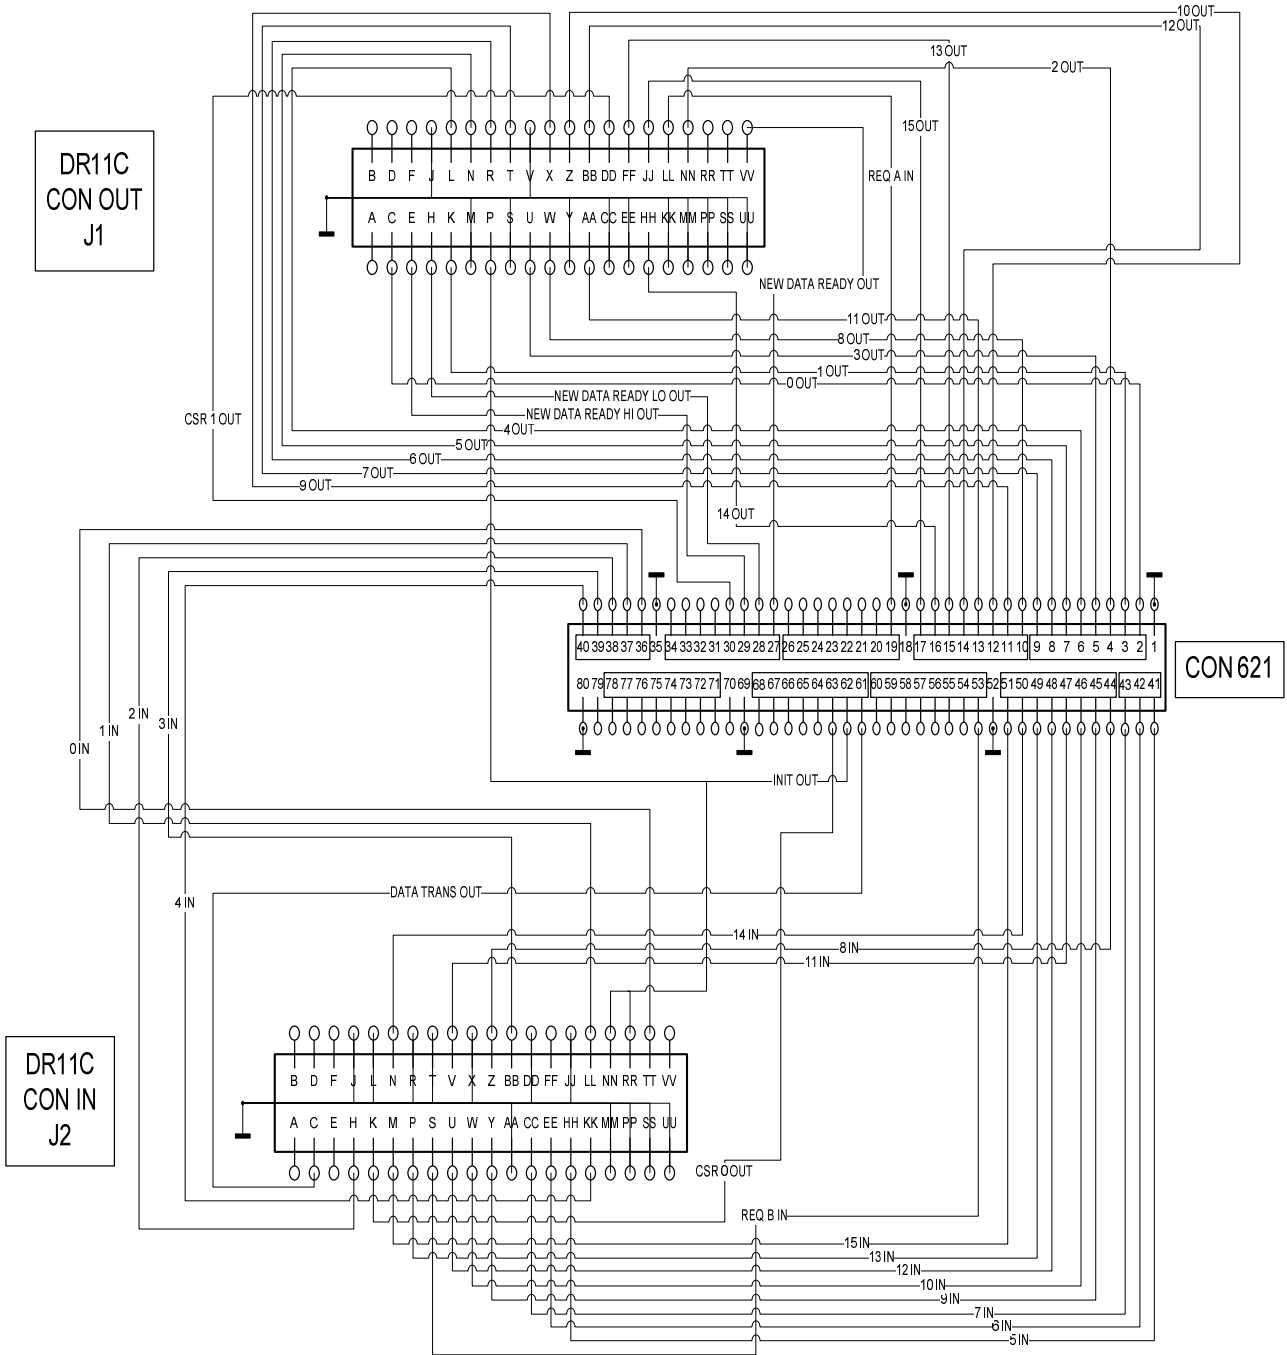 10 OUT
12 OUT
13 OUT
2 OUT
15 OUT
DR11C
CON OUT
J1
B D F J L N R T V X Z BB DD FF JJ LL NN RR TT VV
REQ A IN
A C E H K M P S U W Y AA CC EE HH KK MM PP SS UU
NEW DATA READY OUT
11 OUT
8 OUT
3 OUT
1 OUT
0 OUT
NEW DATA READY LO OUT
NEW DATA READY HI OUT
CSR 1 OUT
4 OUT
5 OUT
6 OUT
7 OUT
9 OUT
14 OUT
40 39 38 37 36 35 34 33 32 31 30 29 28 27 26 25 24 23 22 21 20 19 18 17 16 15 14 13 12 11 10 9 8 7 6 5 4 3 2 1
CON 621
80 79 78 77 76 75 74 73 72 71 70 69 68 67 66 65 64 63 62 61 60 59 58 57 56 55 54 53 52 51 50 49 48 47 46 45 44 43 42 41
2 IN
3 IN
1 IN
0 IN
INIT OUT
DATA TRANS OUT
4 IN
14 IN
8 IN
11 IN
DR11C
CON IN
J2
B D F J L N R T V X Z BB DD FF JJ LL NN RR TT VV
A C E H K M P S U W Y AA CC EE HH KK MM PP SS UU
CSR 0 OUT
REQ B IN
15 IN
13 IN
12 IN
10 IN
9 IN
7 IN
6 IN
5 IN